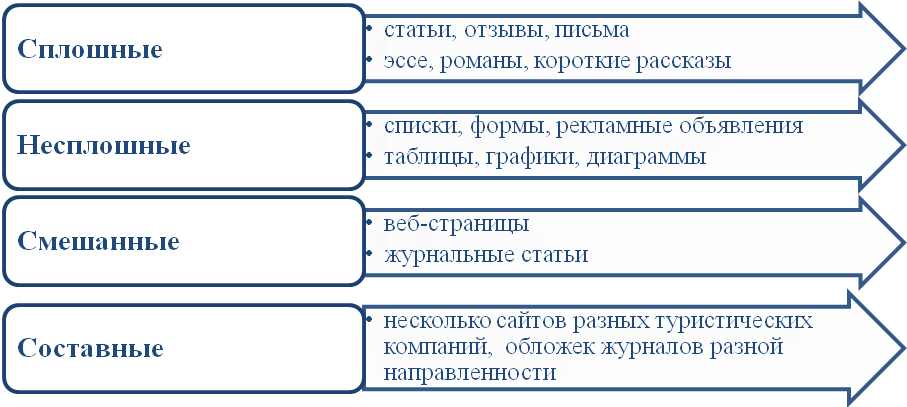 Сплошные
• статьи, отзывы, письма
• эссе, романы, короткие рассказы
Несплошные
• списки, формы, рекламные объявления
• таблицы, графики, диаграммы
Смешанные
• веб-страницы
• журнальные статьи
Составные
• несколько сайтов разных туристических
компаний, обложек журналов разной
направленности